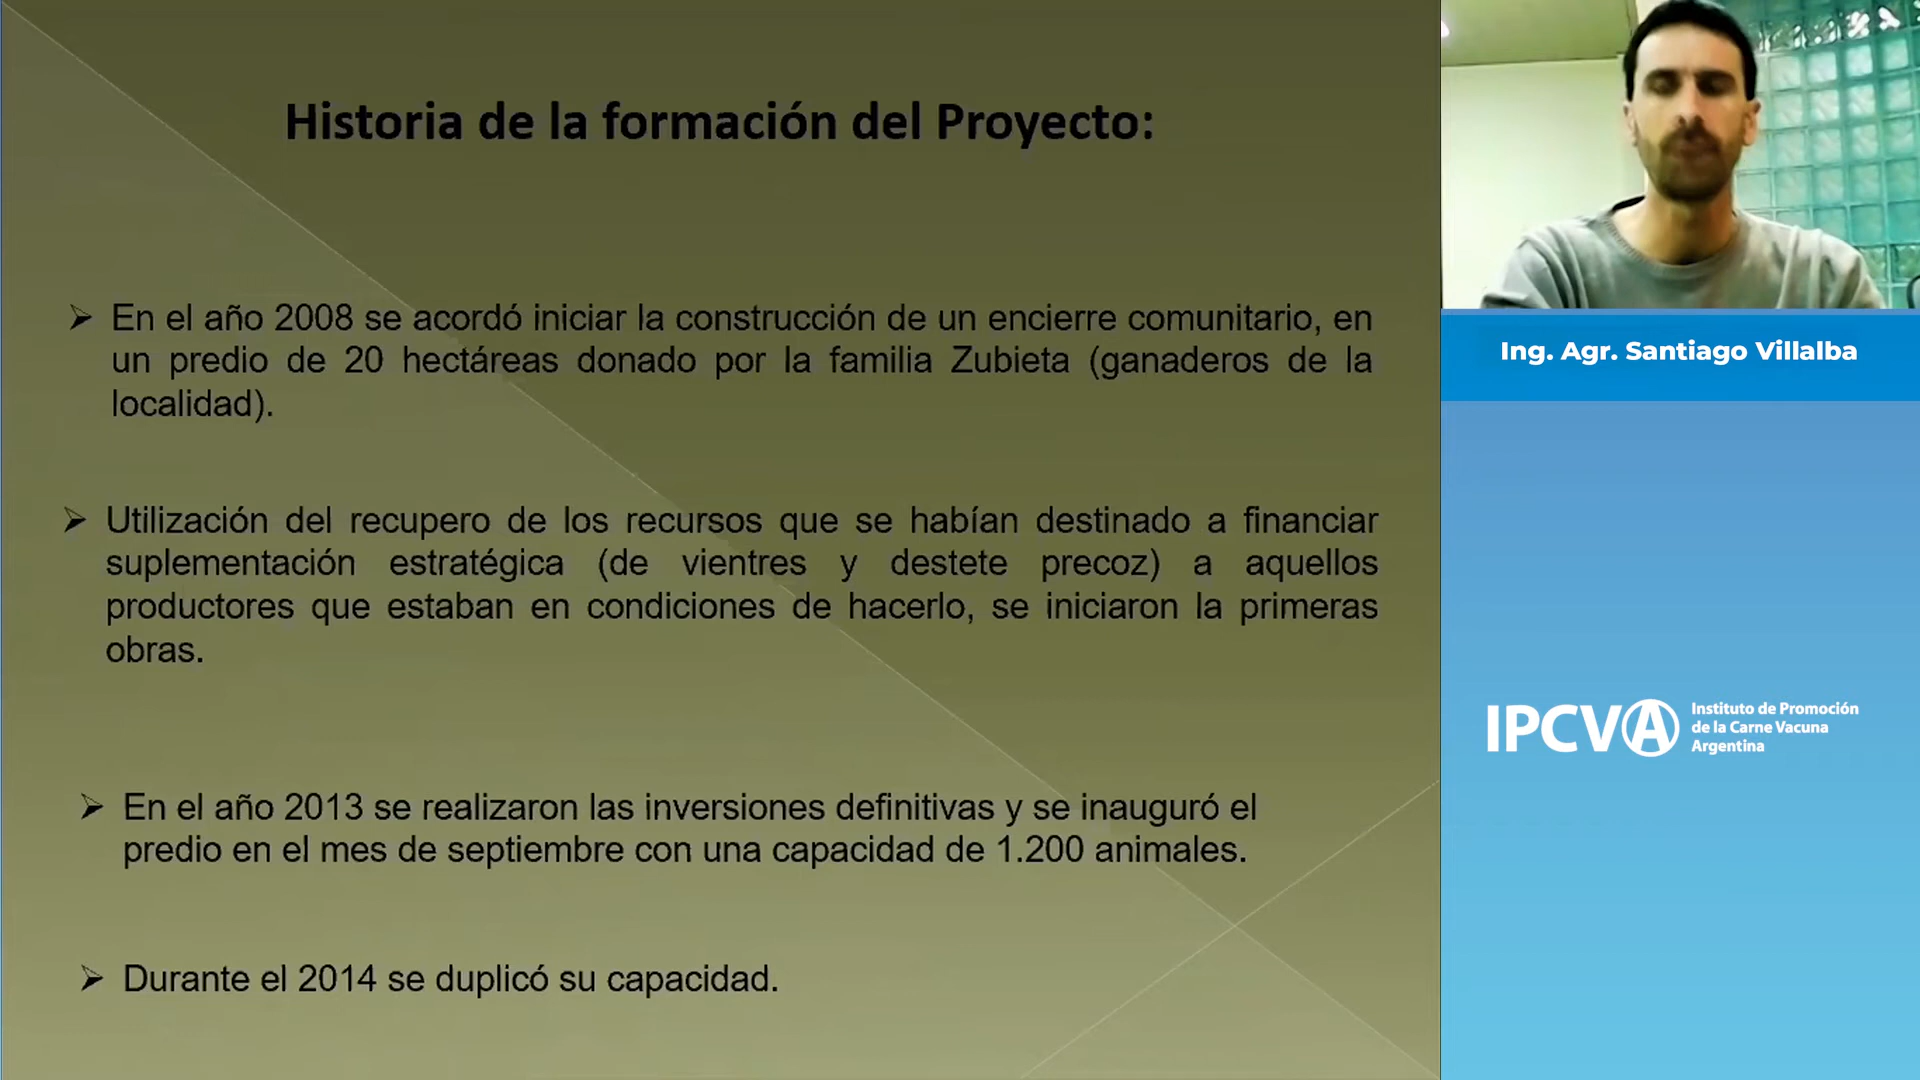 Historia de la formación del Proyecto:
➢ En el año 2008 se acordó iniciar la construcción de un encierre comunitario, en
un predio de 20 hectáreas donado por la familia Zubieta (ganaderos de la
localidad).
➢ Utilización del recupero de los recursos que se habían destinado a financiar
suplementación estratégica (de vientres y destete precoz) a aquellos
productores que estaban en condiciones de hacerlo, se iniciaron la primeras
obras.
➢ En el año 2013 se realizaron las inversiones definitivas y se inauguró el
predio en el mes de septiembre con una capacidad de 1.200 animales.
➢ Durante el 2014 se duplicó su capacidad.
Ing. Agr. Santiago Villalba
IPCVA
Instituto de Promoción
de la Carne Vacuna
Argentina